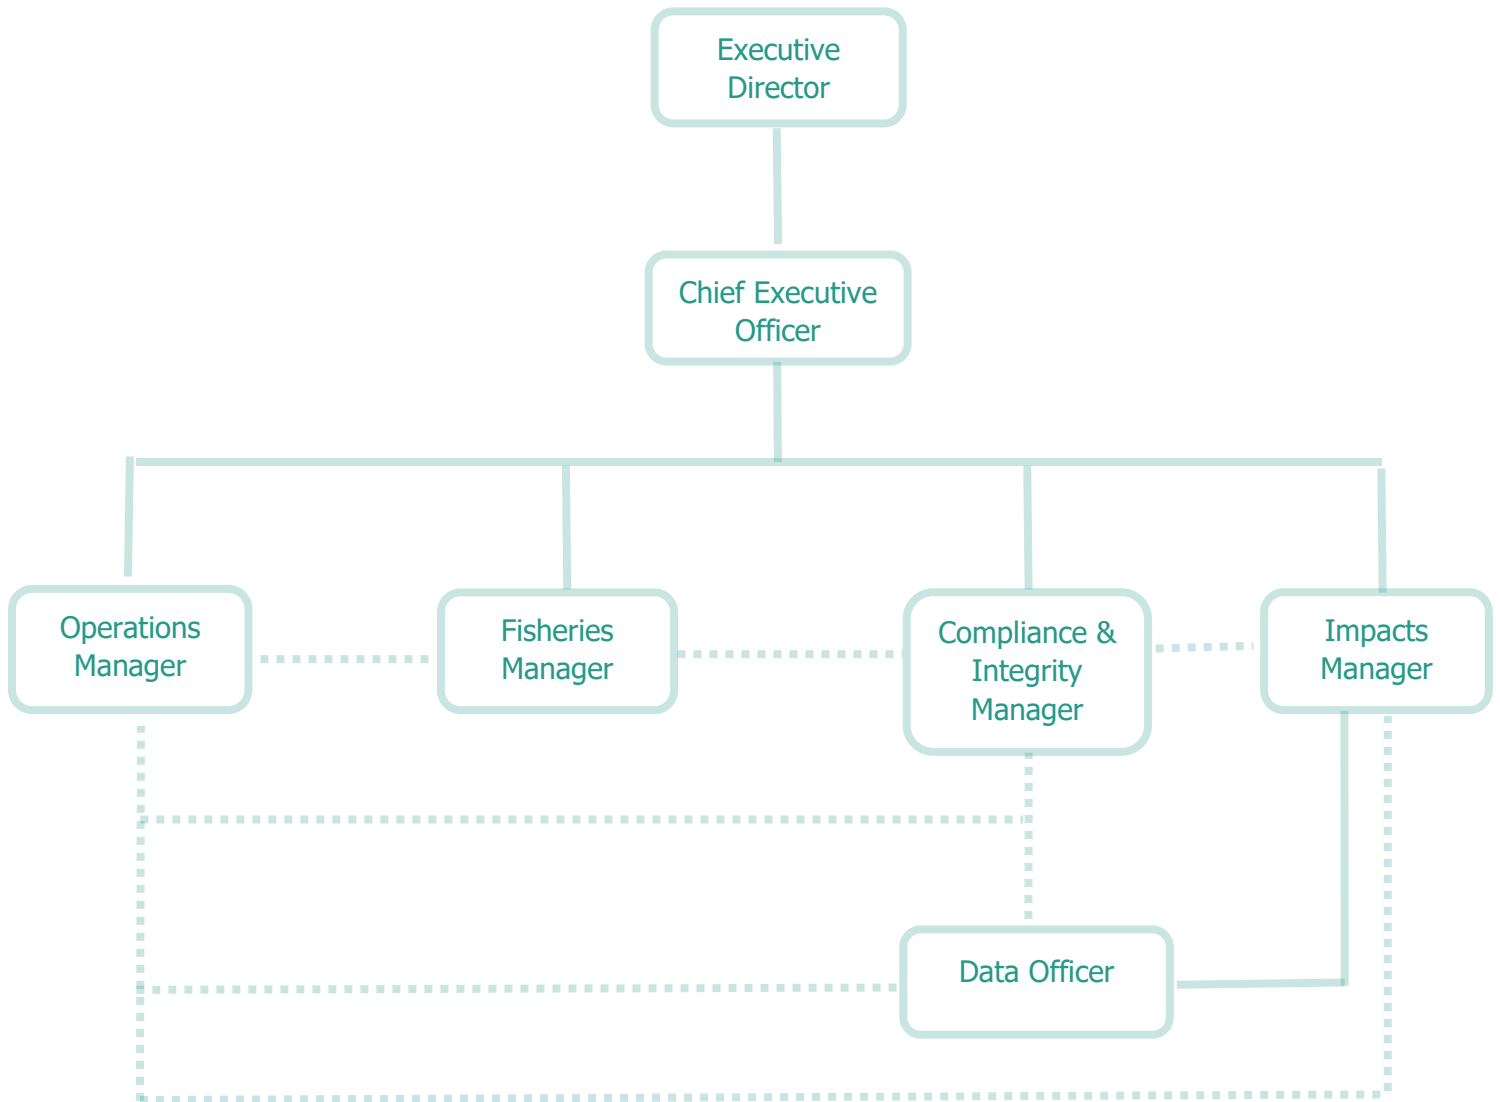 Executive
Director
Chief Executive
Officer
Operations
Manager
Fisheries
Manager
Compliance &
Integrity
Manager
Impacts
Manager
Data Officer